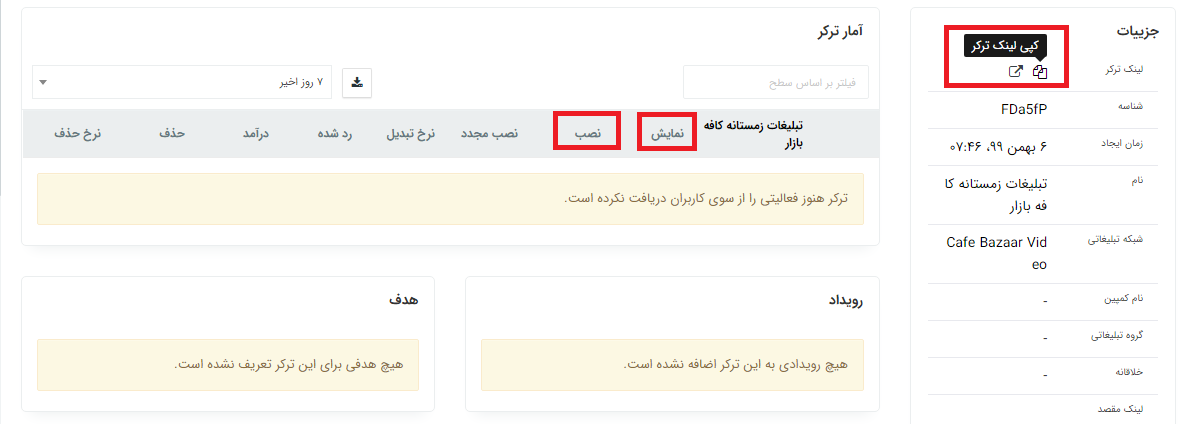 جزییات
کپی لینک ترکر
لینک ترکر
شناسه
FDa5fP
زمان ایجاد
۶ بهمن ۹۹، ۰۷:۴۶
نام
تبلیغات زمستانه کا
فه بازار
شبکه تبلیغاتی
Cafe Bazaar Vid
eo
نام کمپین
-
گروه تبلیغاتی
-
خلاقانه
-
لینک مقصد
آمار ترکر
فیلتر بر اساس سطح
۷ روز اخیر
تبلیغات زمستانه کافه
بازار
نمایش
نصب
نصب مجدد
نرخ تبدیل
رد شده
درآمد
حذف
نرخ حذف
ترکر هنوز فعالیتی را از سوی کاربران دریافت نکرده است.
رویداد
هیچ رویدادی به این ترکر اضافه نشده است.
هدف
هیچ هدفی برای این ترکر تعریف نشده است.